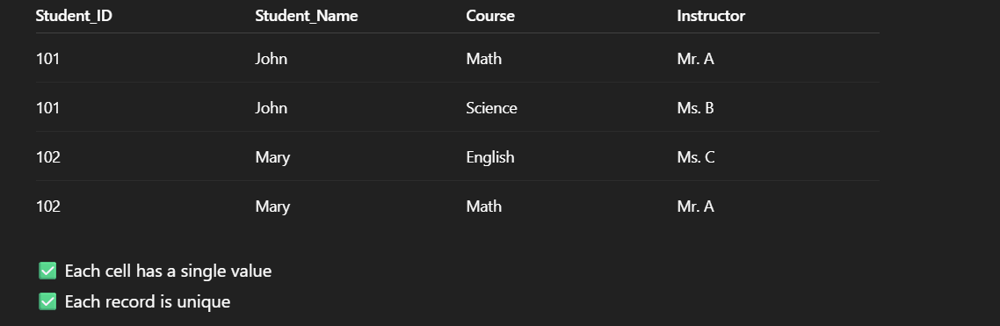 Student_ID Student_Name Course Instructor
101 John Math Mr. A
101 John Science Ms. B
102 Mary English Ms. C
102 Mary Math Mr. A
✅ Each cell has a single value
✅ Each record is unique